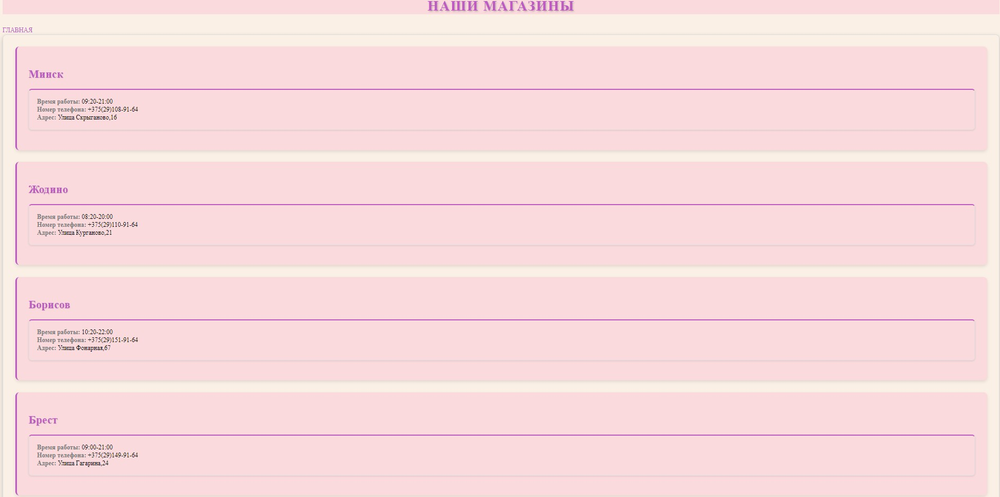 НАШИ МАГАЗИНЫ
ГЛАВНАЯ
Минск
Время работы: 09:20-21:00
Номер телефона: +375(29)108-91-64
Адрес: Улица Скрыганово,16
Жодино
Время работы: 08:20-20:00
Номер телефона: +375(29)110-91-64
Адрес: Улица Курганово,21
Борисов
Время работы: 10:20-22:00
Номер телефона: +375(29)151-91-64
Адрес: Улица Фонарная,67
Брест
Время работы: 09:00-21:00
Номер телефона: +375(29)149-91-64
Адрес: Улица Гагарина,24